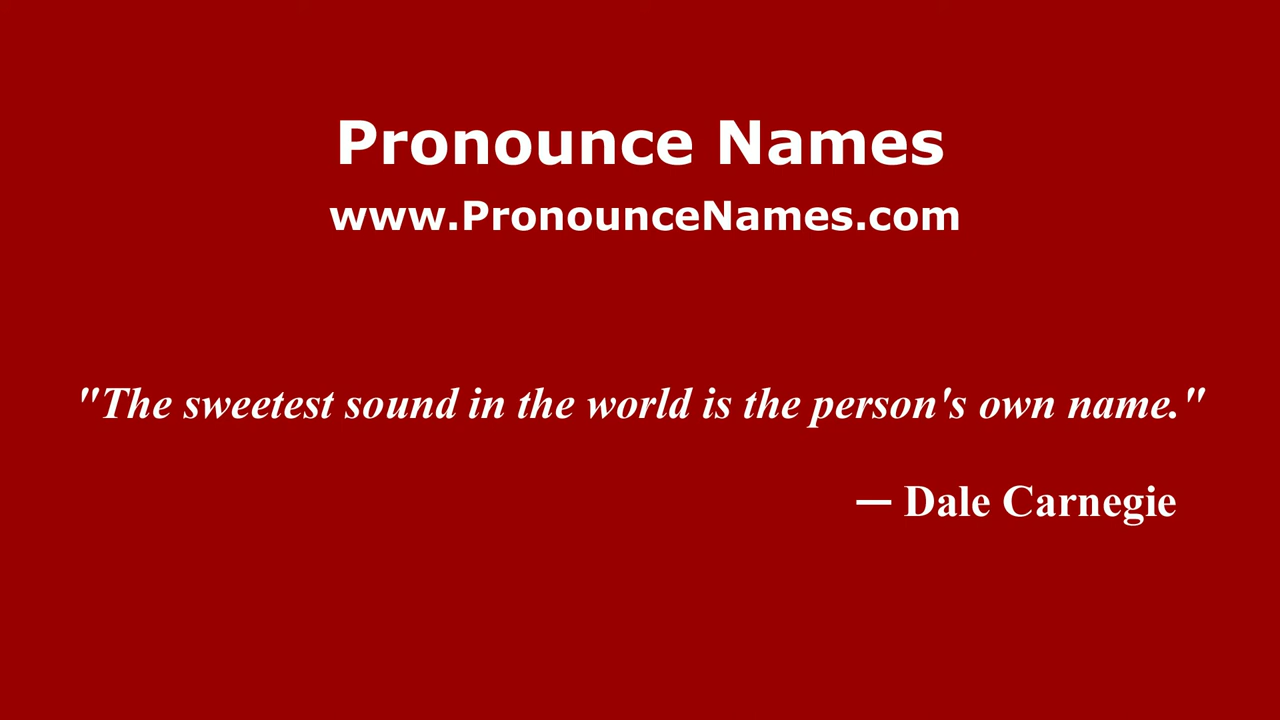 Pronounce Names
www.PronounceNames.com
"The sweetest sound in the world is the person's own name."
— Dale Carnegie